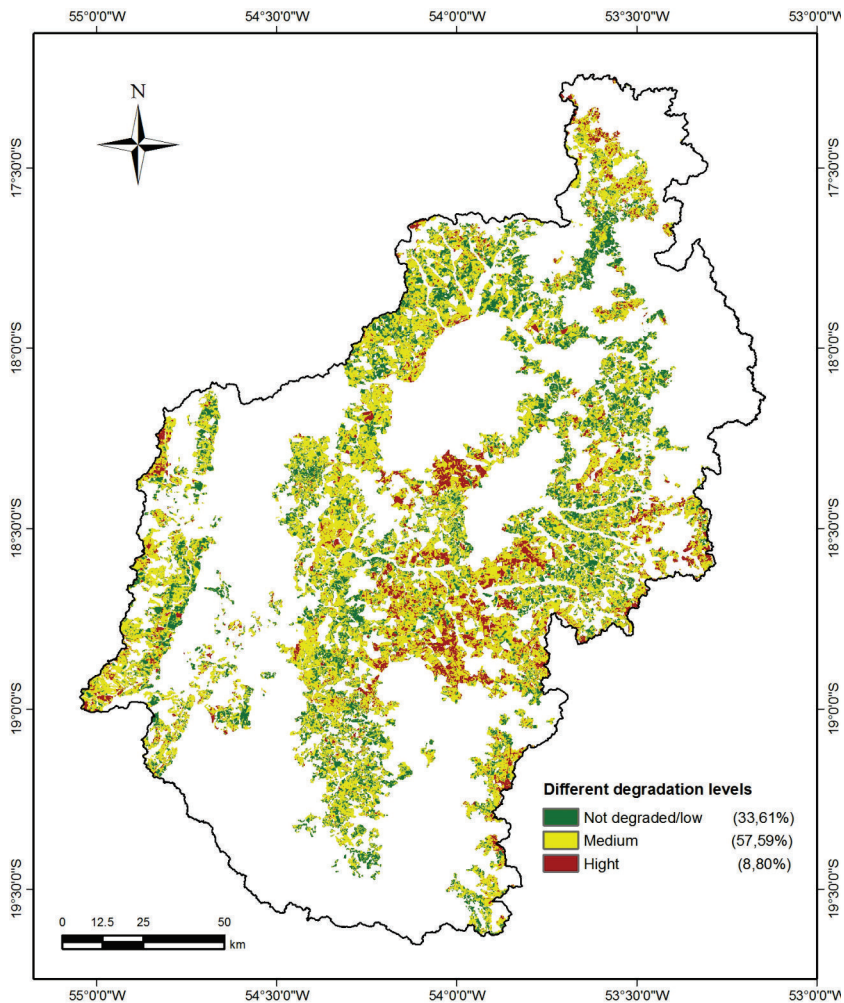 55°0'0"W 54°30'0"W 54°0'0"W 53°30'0"W 53°0'0"W
N
17°30'0"S 17°30'0"S
18°0'0"S 18°0'0"S
18°30'0"S 18°30'0"S
19°0'0"S 19°0'0"S
Different degradation levels
Not degraded/low (33,61%)
Medium (57,59%)
Hight (8,80%)
19°30'0"S 19°30'0"S
0 12.5 25 50
km
55°0'0"W 54°30'0"W 54°0'0"W 53°30'0"W 53°0'0"W